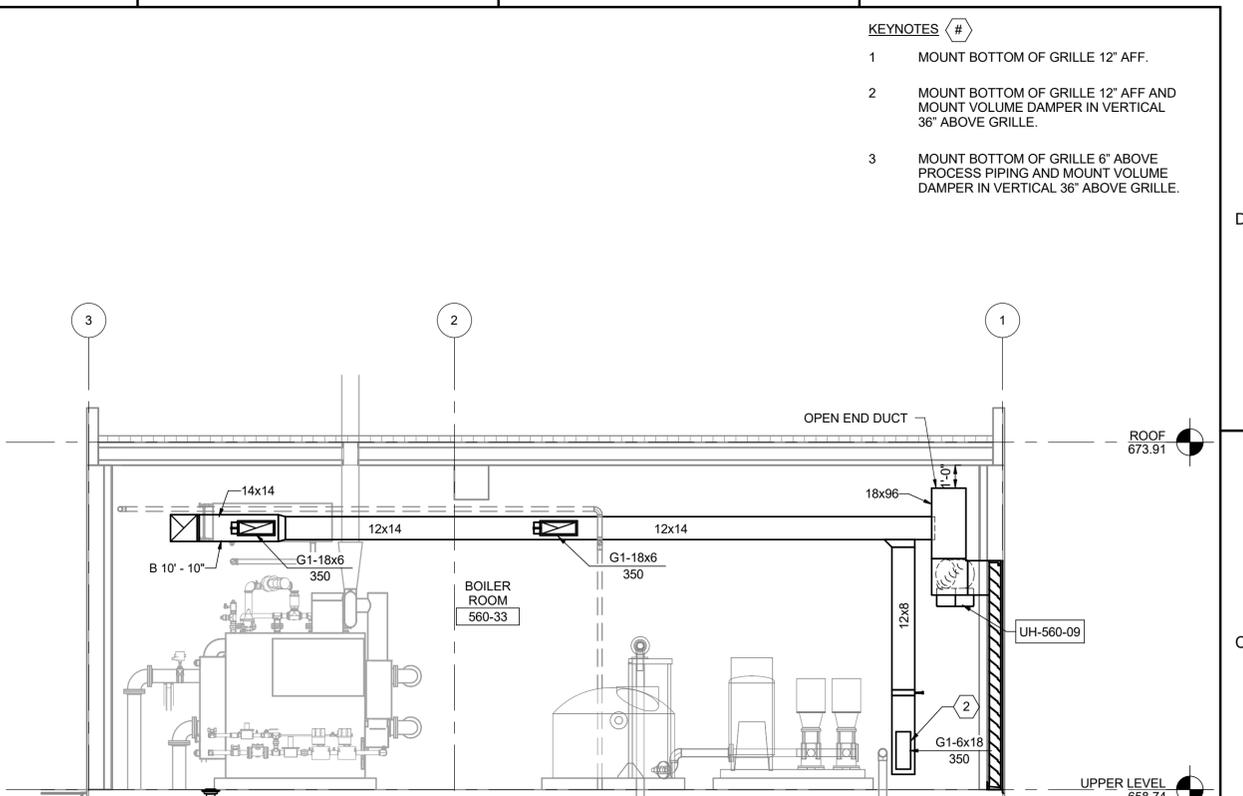 KEYNOTES #
1 MOUNT BOTTOM OF GRILLE 12" AFF.
2 MOUNT BOTTOM OF GRILLE 12" AFF AND
MOUNT VOLUME DAMPER IN VERTICAL
36" ABOVE GRILLE.
3 MOUNT BOTTOM OF GRILLE 6" ABOVE
PROCESS PIPING AND MOUNT VOLUME
DAMPER IN VERTICAL 36" ABOVE GRILLE.
D
3
2
1
OPEN END DUCT
ROOF
673.91
1'-0"
14x14
18x96
12x14
12x14
B 10' - 10"
G1-18x6
350
G1-18x6
350
BOILER
ROOM
560-33
12x8
UH-560-09
C
2
G1-6x18
350
UPPER LEVEL
658.74